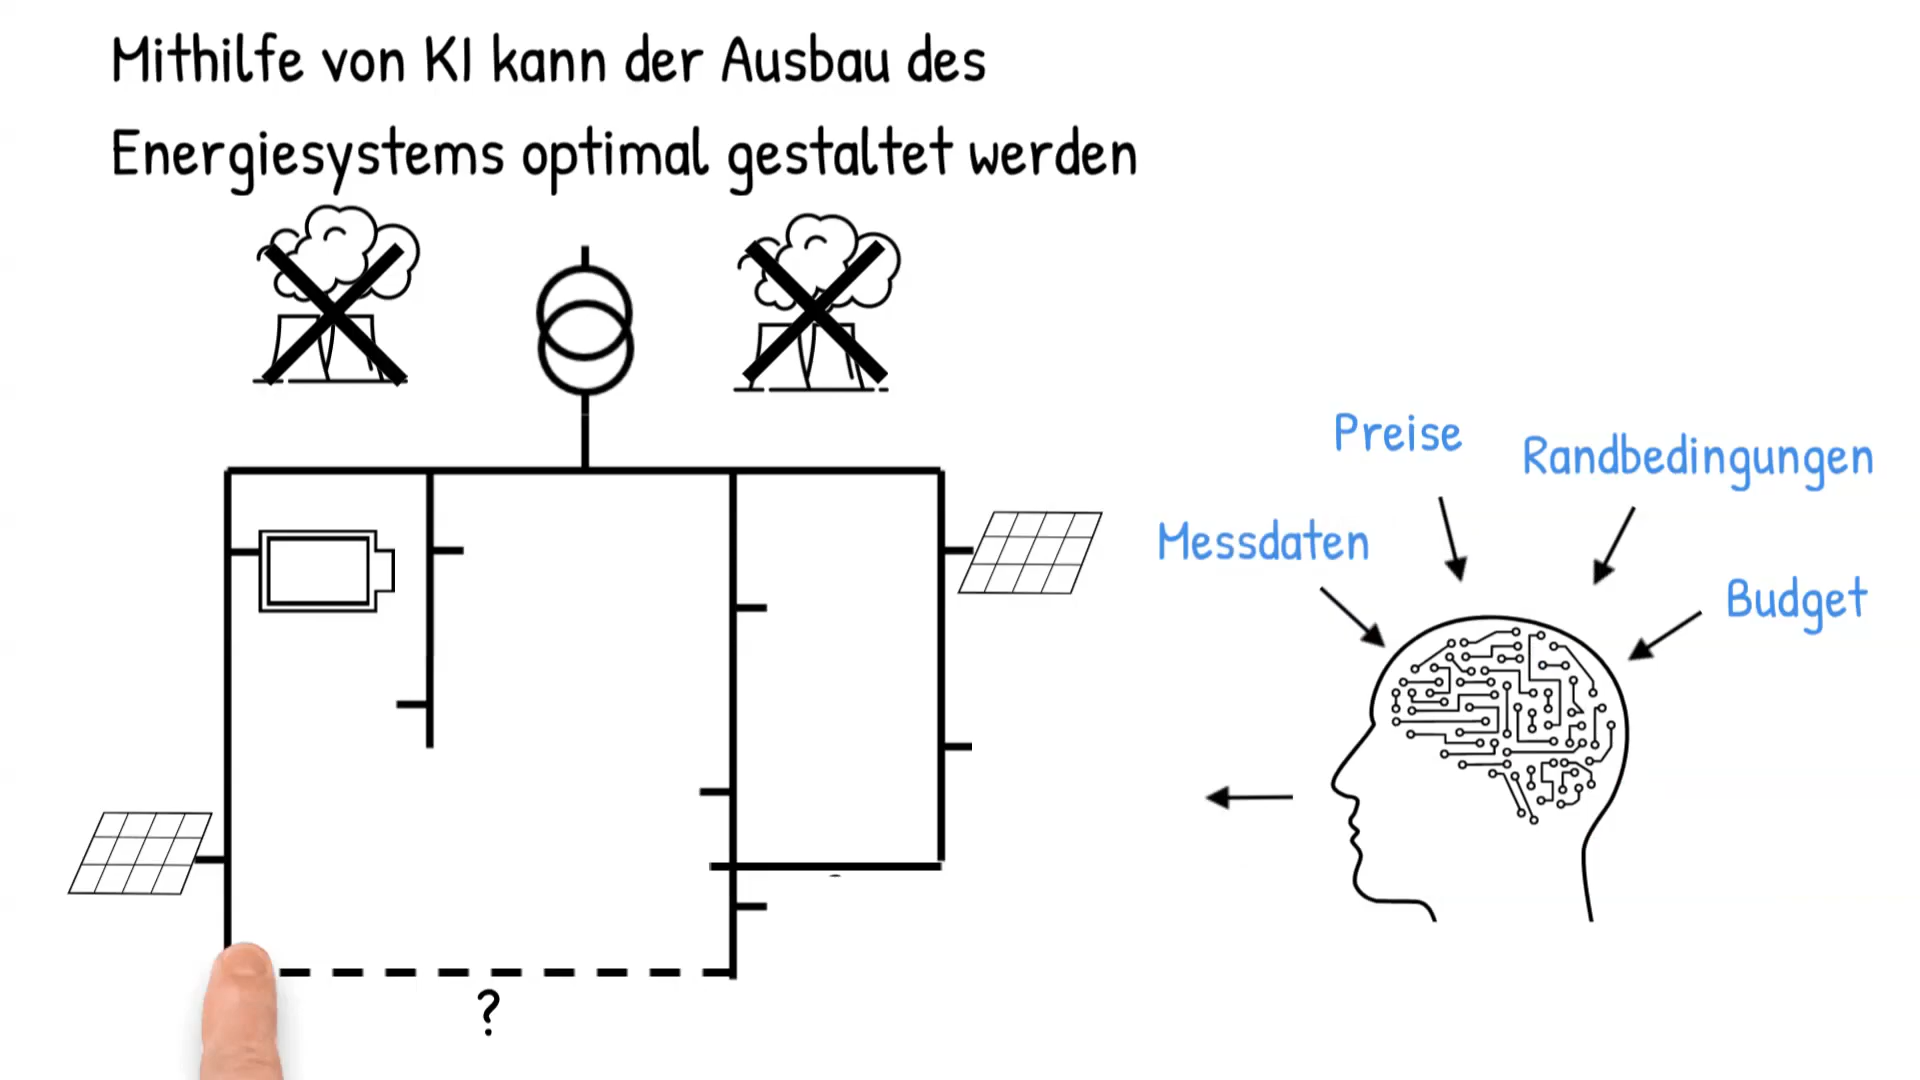 Mithilfe von KI kann der Ausbau des
Energiesystems optimal gestaltet werden
Preise
Randbedingungen
Messdaten
Budget
?